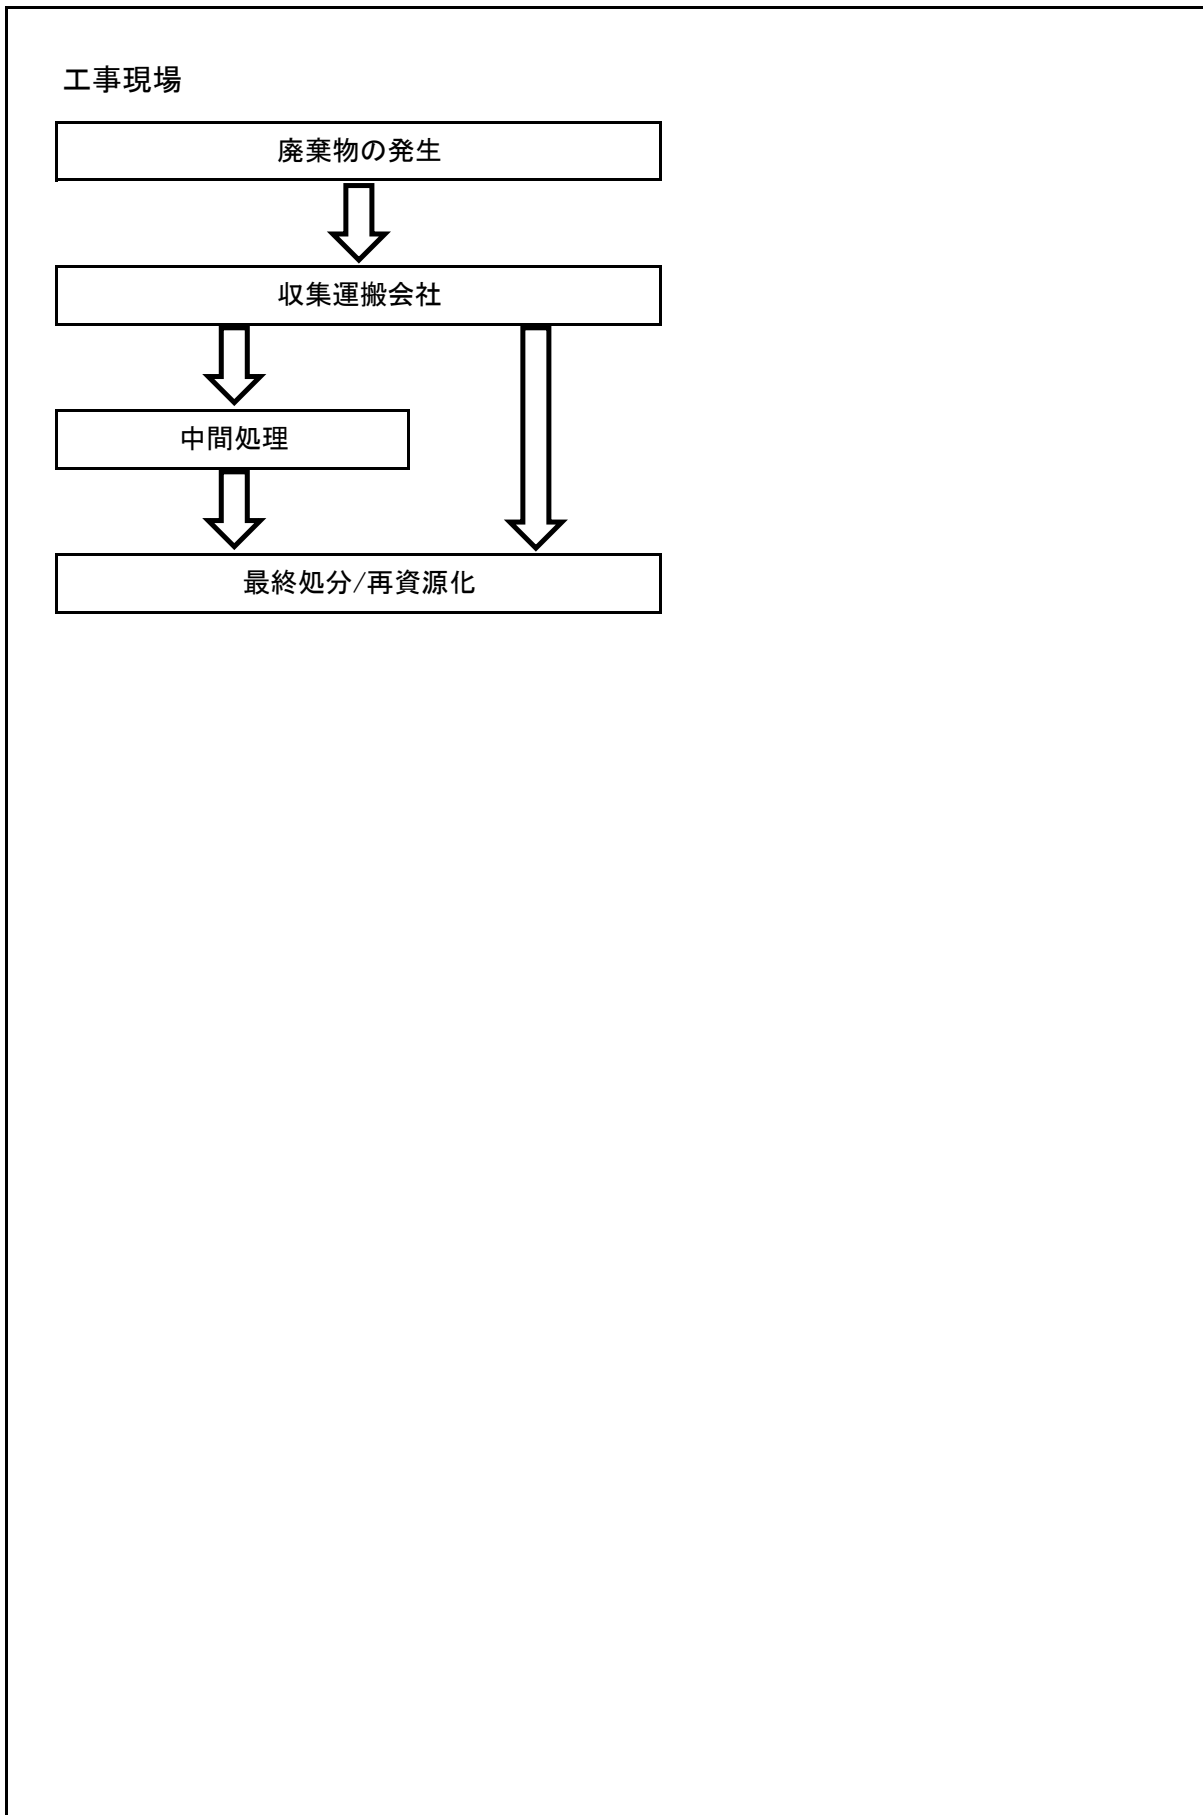 工事現場
廃棄物の発生
収集運搬会社
中間処理
最終処分/再資源化